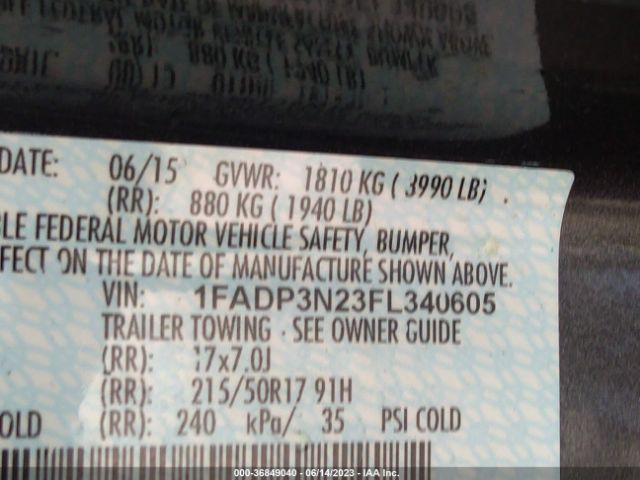 DATE: 06/15 GVWR: 1810 KG ( 3990 LB)
(RR): 880 KG ( 1940 LB)
BLE FEDERAL MOTOR VEHICLE SAFETY, BUMPER,
FFECT ON THE DATE OF MANUFACTURE SHOWN ABOVE.
VIN: 1FADP3N23FL340605
TRAILER TOWING - SEE OWNER GUIDE
(RR): 17x7.0J
(RR): 215/50R17 91H
OLD (RR): 240 kPa/ 35 PSI COLD
000-36849040 - 06/14/2023 - IAA Inc.